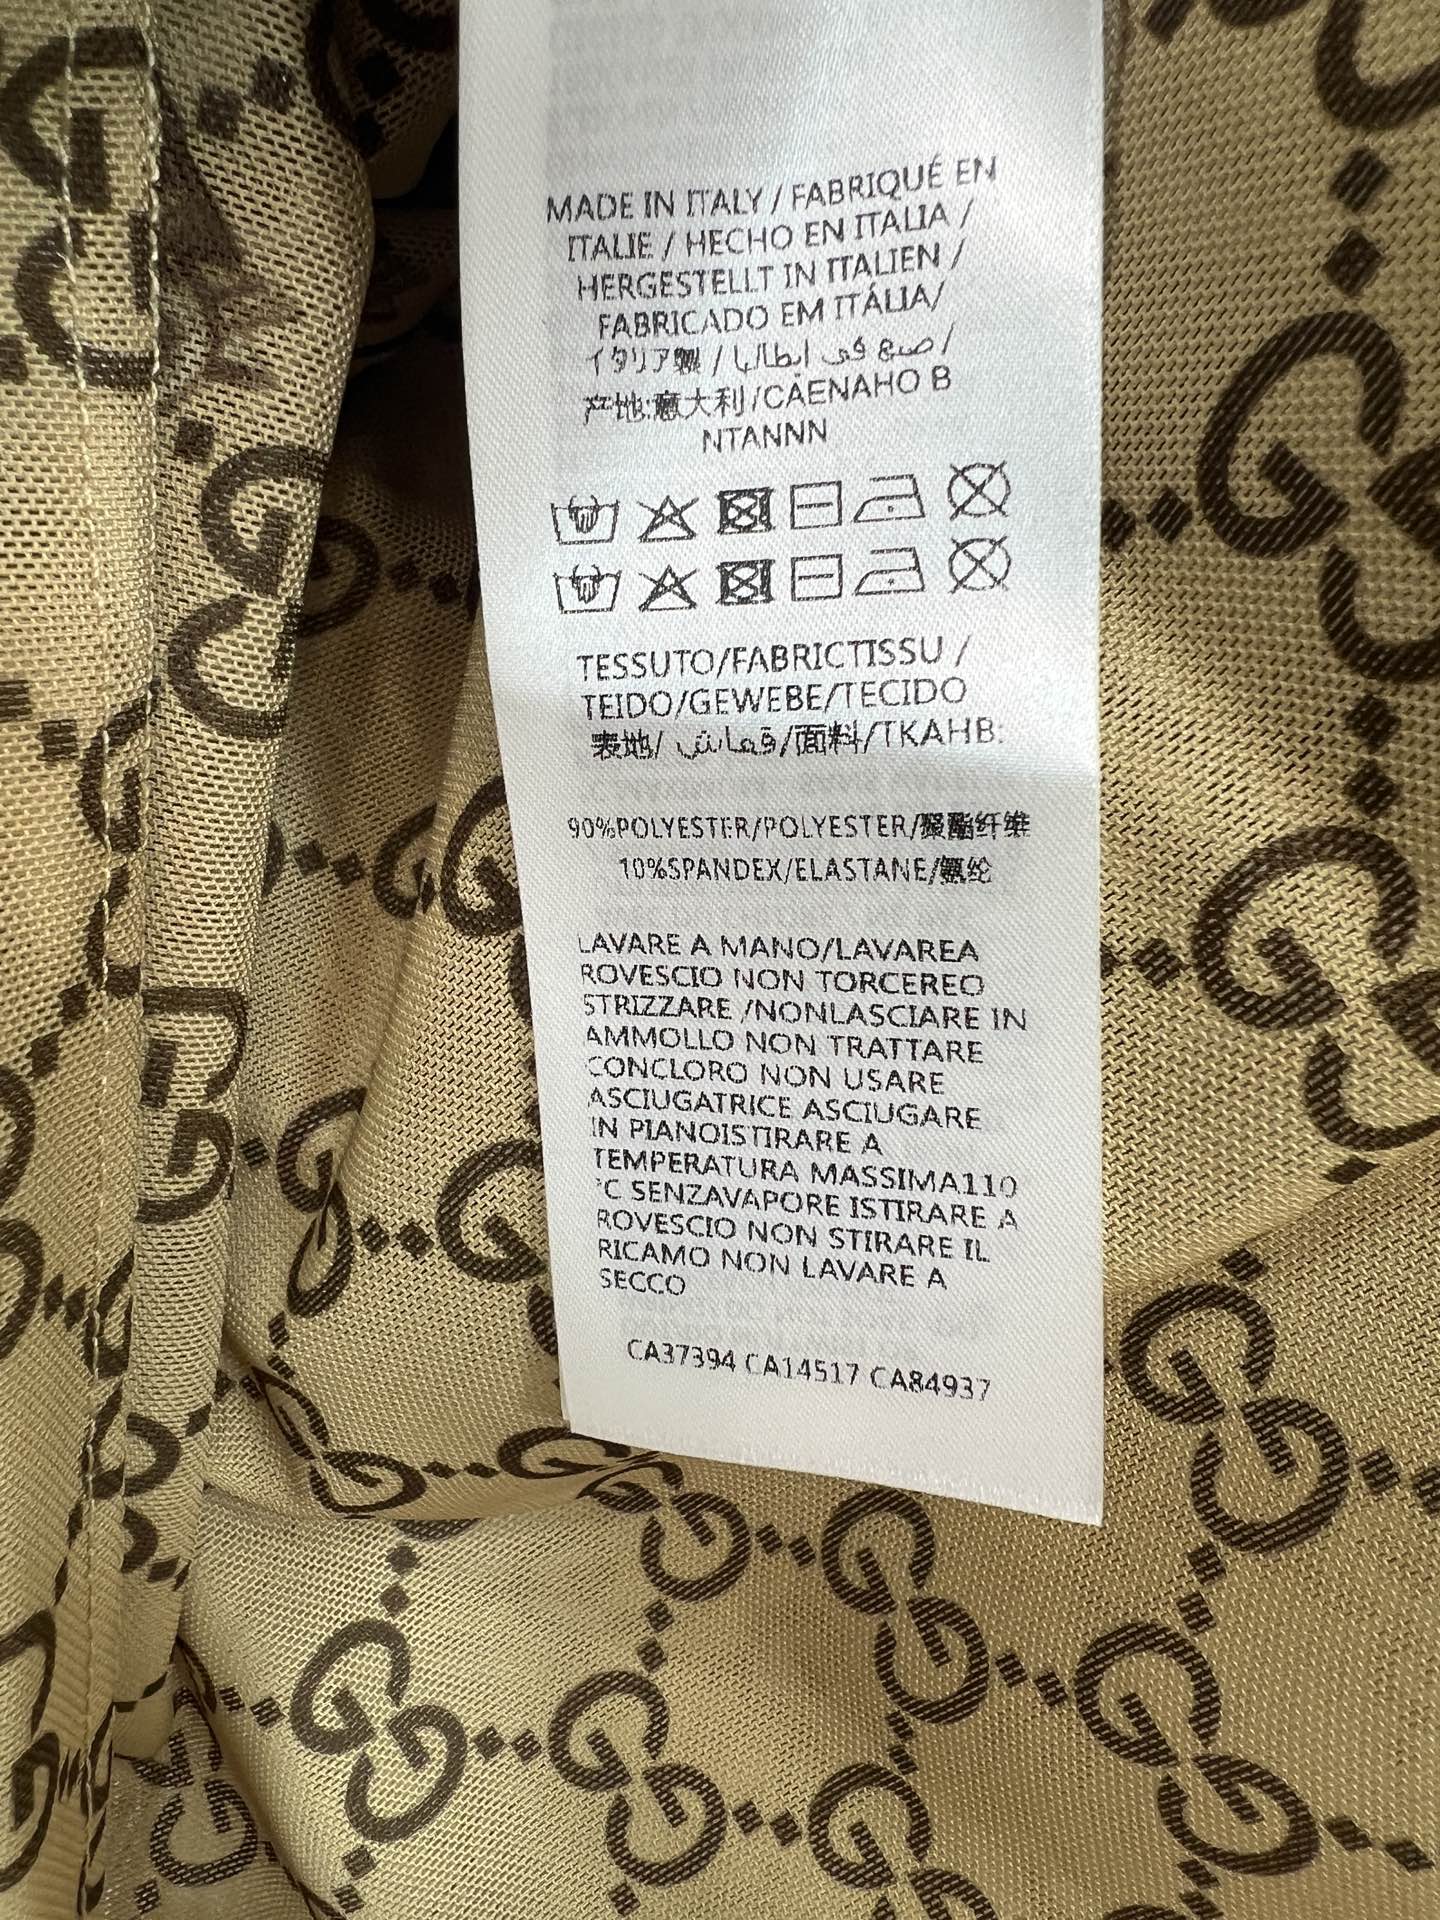 MADE IN ITALY / FABRIQUÉ EN
ITALIE / HECHO EN ITALIA /
HERGESTELLT IN ITALIEN /
FABRICADO EM ITÁLIA/
イタリア製 / صنع في ايطاليا /
产地:意大利/CAENAHO B
NTANNN
TESSUTO/FABRICTISSU /
TEIDO/GEWEBE/TECIDO
表地/ قماش/面料/TKAHB:
90%POLYESTER/POLYESTER/聚酯纤维
10%SPANDEX/ELASTANE/氨纶
LAVARE A MANO/LAVAREA
ROVESCIO NON TORCEREO
STRIZZARE /NONLASCIARE IN
AMMOLLO NON TRATTARE
CONCLORO NON USARE
ASCIUGATRICE ASCIUGARE
IN PIANOISTIRARE A
TEMPERATURA MASSIMA110
°C SENZAVAPORE ISTIRARE A
ROVESCIO NON STIRARE IL
RICAMO NON LAVARE A
SECCO
CA37394 CA14517 CA84937